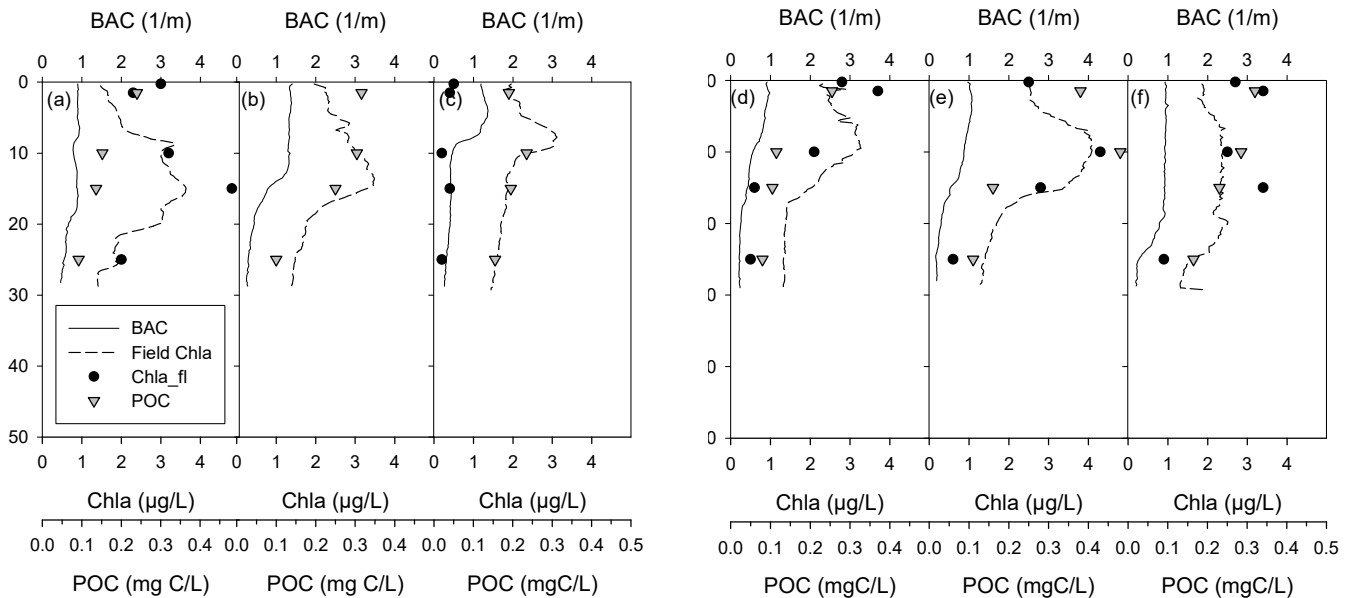 BAC (1/m) BAC (1/m) BAC (1/m) BAC (1/m) BAC (1/m) BAC (1/m)
0 1 2 3 4 0 1 2 3 4 0 1 2 3 4 0 1 2 3 4 0 1 2 3 4 0 1 2 3 4
0 0
(a) (b) (c) (d) (e) (f)
10 0
20 0
30 0
BAC
Field Chla
40 0
Chla_fl
POC
50 0
0 1 2 3 4 0 1 2 3 4 0 1 2 3 4 0 1 2 3 4 0 1 2 3 4 0 1 2 3 4
Chla (µg/L) Chla (µg/L) Chla (µg/L) Chla (µg/L) Chla (µg/L) Chla (µg/L)
0.0 0.1 0.2 0.3 0.4 0.0 0.1 0.2 0.3 0.4 0.0 0.1 0.2 0.3 0.4 0.5 0.0 0.1 0.2 0.3 0.4 0.0 0.1 0.2 0.3 0.4 0.0 0.1 0.2 0.3 0.4 0.5
POC (mg C/L) POC (mg C/L) POC (mgC/L) POC (mgC/L) POC (mgC/L) POC (mgC/L)